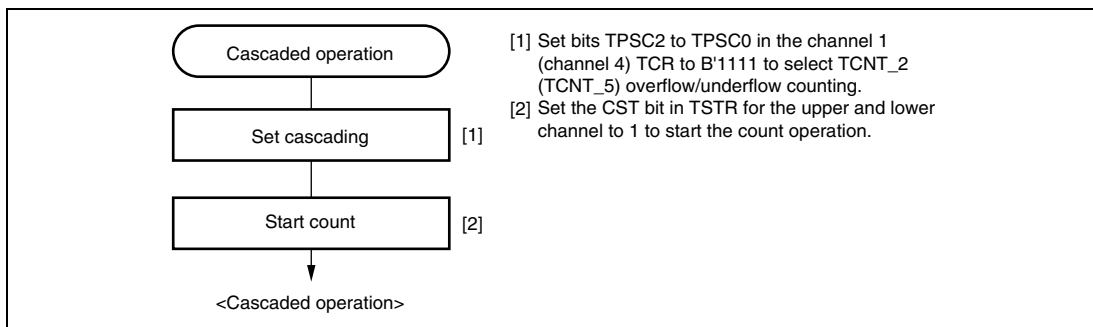 Cascaded operation
Set cascading
[1]
Start count
[2]
<Cascaded operation>
[1] Set bits TPSC2 to TPSC0 in the channel 1
(channel 4) TCR to B'1111 to select TCNT_2
(TCNT_5) overflow/underflow counting.
[2] Set the CST bit in TSTR for the upper and lower
channel to 1 to start the count operation.